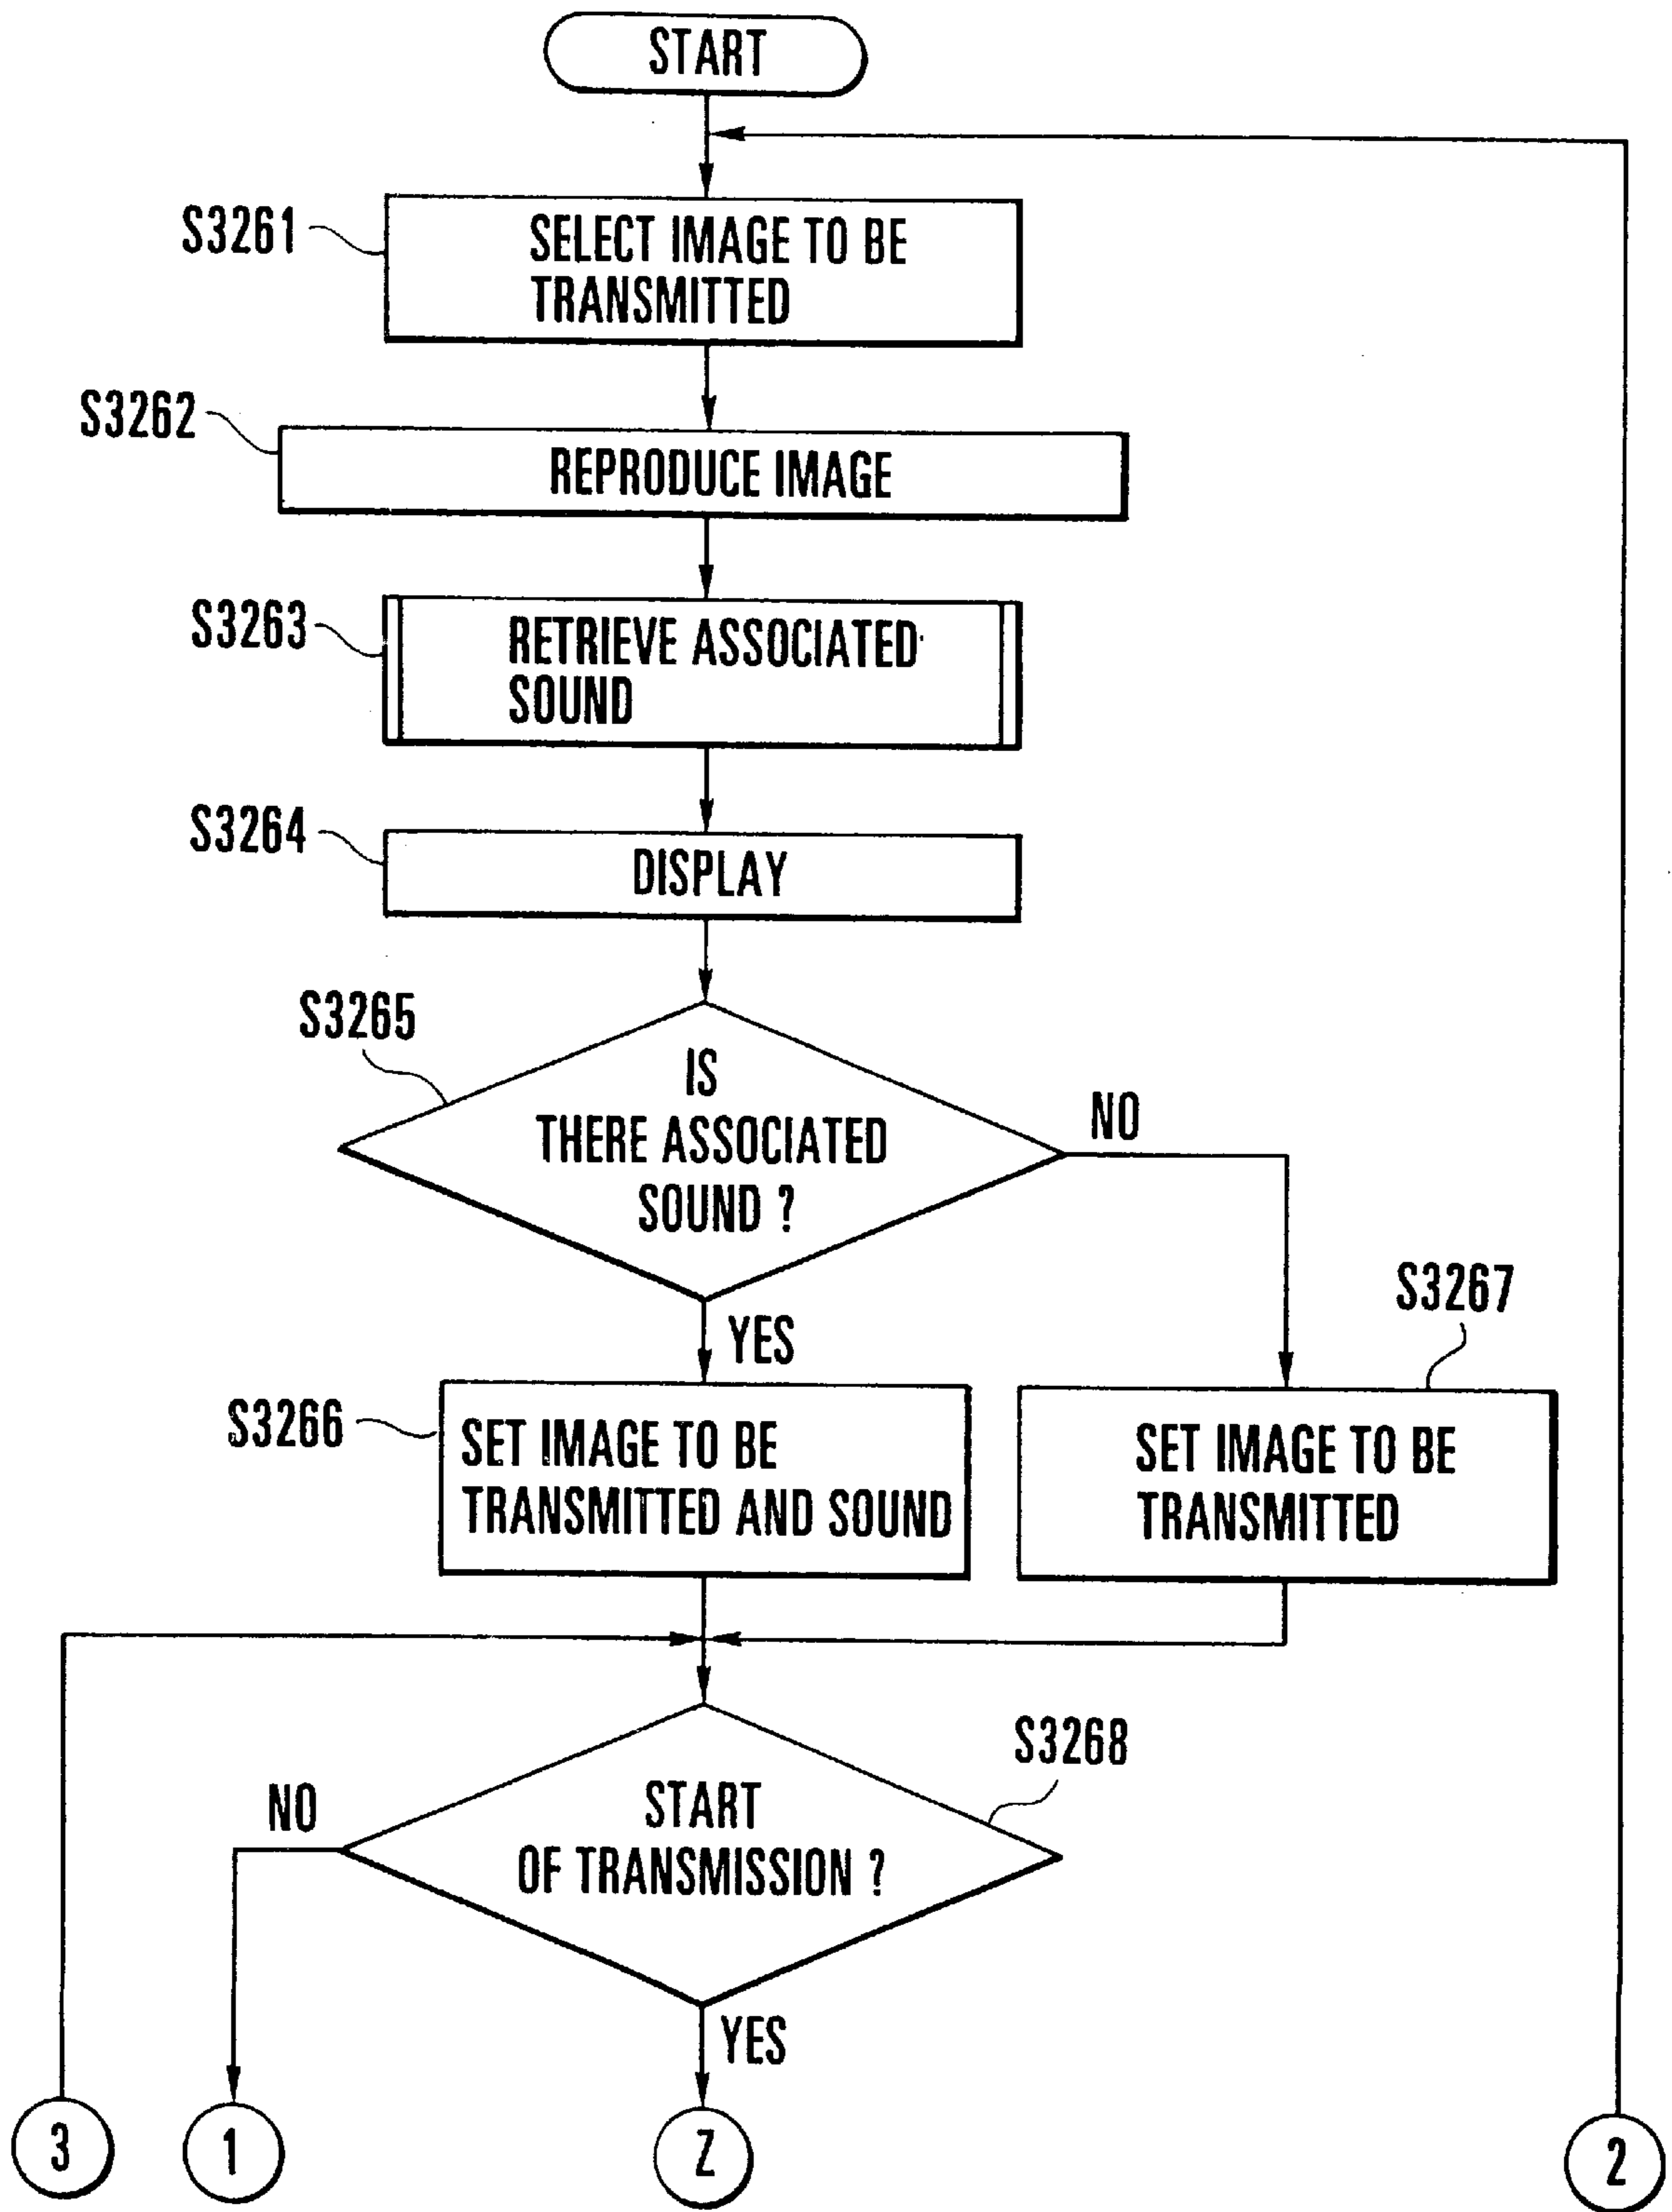 START
S3261
SELECT IMAGE TO BE
TRANSMITTED
S3262
REPRODUCE IMAGE
S3263
RETRIEVE ASSOCIATED
SOUND
S3264
DISPLAY
S3265
IS
THERE ASSOCIATED
SOUND ?
NO
YES
S3267
S3266
SET IMAGE TO BE
TRANSMITTED AND SOUND
SET IMAGE TO BE
TRANSMITTED
S3268
NO
START
OF TRANSMISSION ?
YES
3
1
Z
2